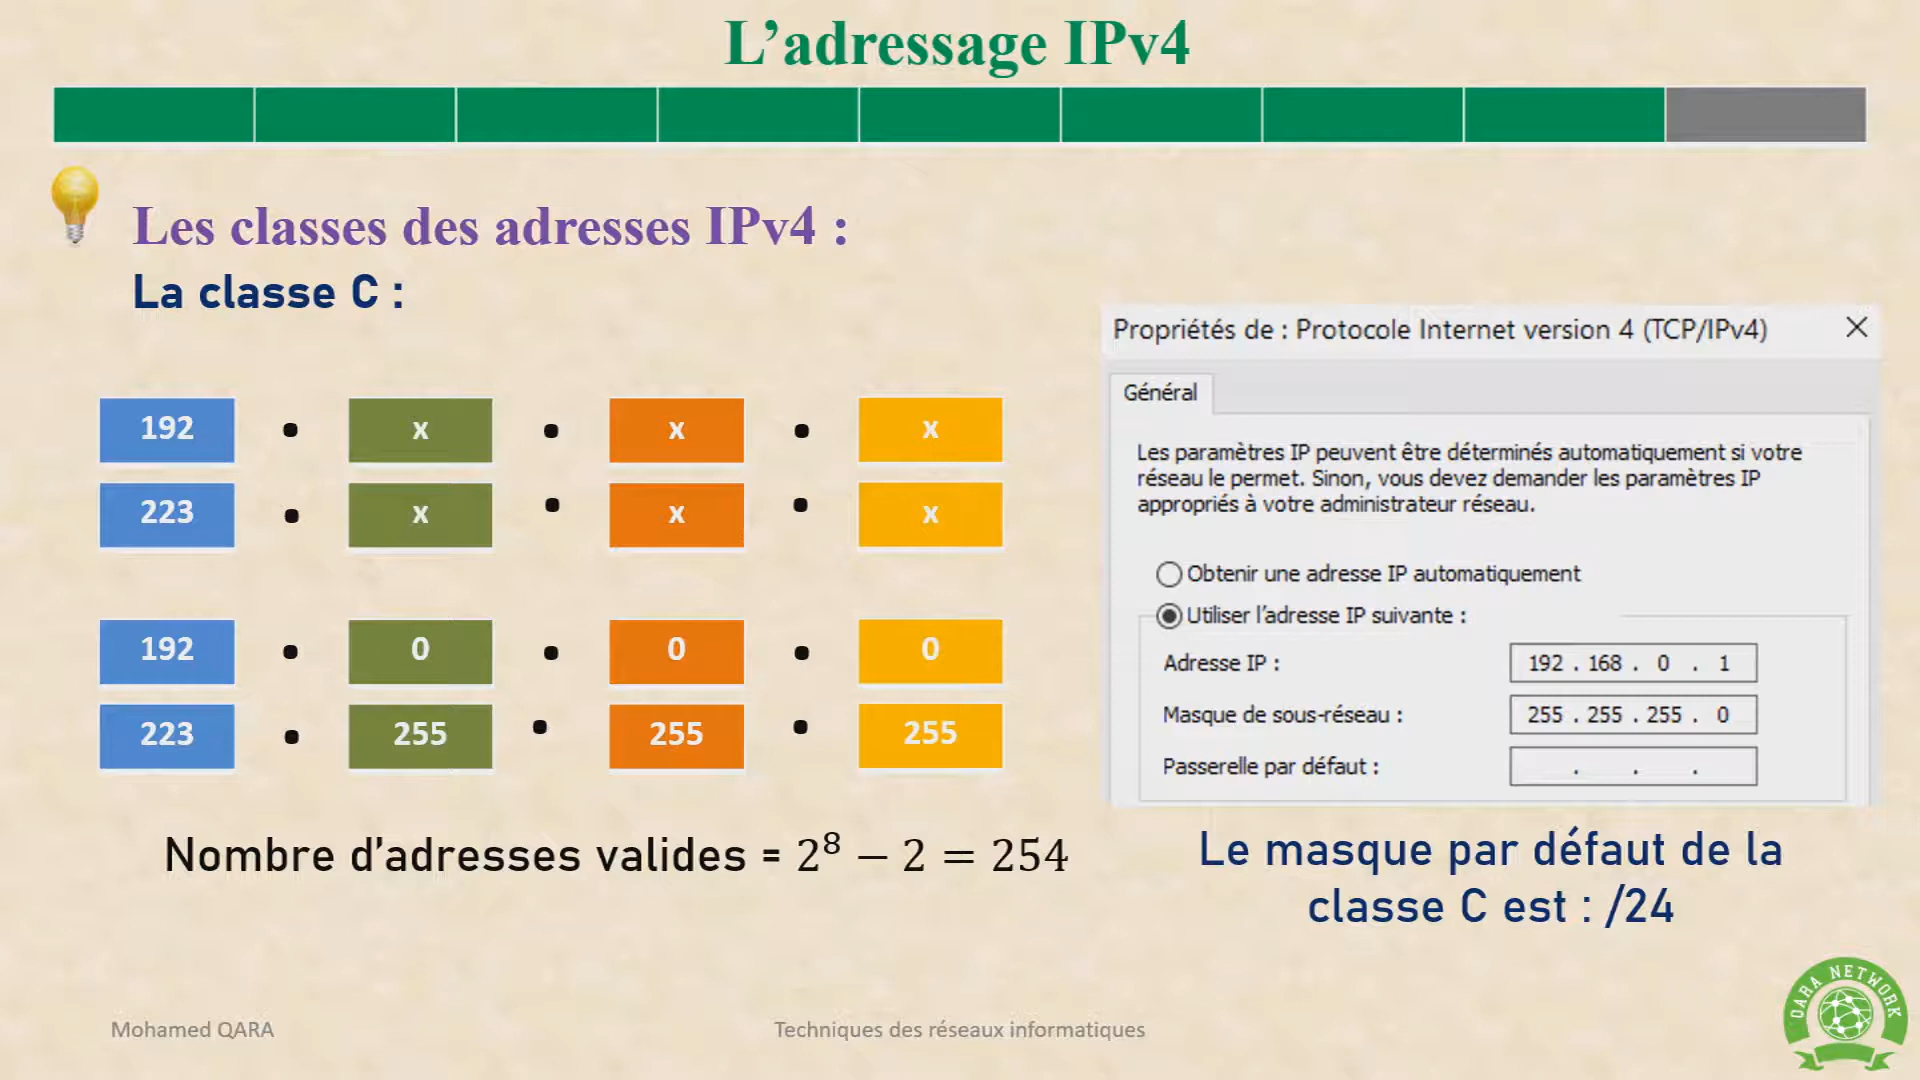 L’adressage IPv4
Les classes des adresses IPv4 :
La classe C :
192 . x . x . x
223 . x . x . x
192 . 0 . 0 . 0
223 . 255 . 255 . 255
Nombre d’adresses valides = 2⁸ − 2 = 254
Propriétés de : Protocole Internet version 4 (TCP/IPv4)
Général
Les paramètres IP peuvent être déterminés automatiquement si votre
réseau le permet. Sinon, vous devez demander les paramètres IP
appropriés à votre administrateur réseau.
Obtenir une adresse IP automatiquement
Utiliser l’adresse IP suivante :
Adresse IP : 192 . 168 . 0 . 1
Masque de sous-réseau : 255 . 255 . 255 . 0
Passerelle par défaut : . . .
Le masque par défaut de la
classe C est : /24
Mohamed QARA
Techniques des réseaux informatiques
QARA NETWORK